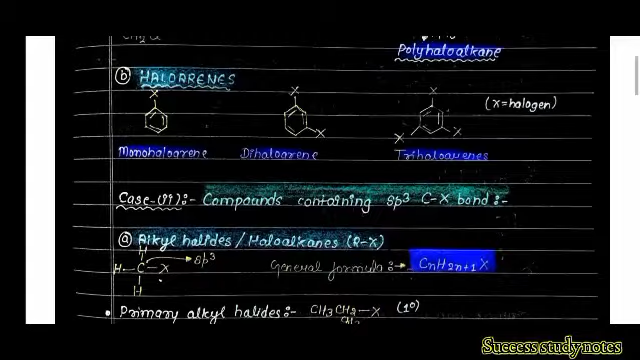 CH2Cl
Polyhaloalkane
(b) HALOARENES
X X X
(X=halogen)
X X X
Monohaloarene Dihaloarene Trihaloarenes
Case-(ii):- Compounds containing sp3 C-X bond:-
(a) Alkyl halides/Haloalkanes (R-X)
H
H-C-X sp3 General formula:→ CnH2n+1X
H
• Primary alkyl halides:- CH3CH2-X (1°)
Success study notes